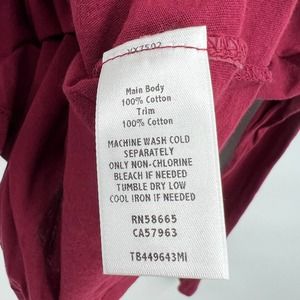 Main Body
100% Cotton
Trim
100% Cotton
MACHINE WASH COLD
SEPARATELY
ONLY NON-CHLORINE
BLEACH IF NEEDED
TUMBLE DRY LOW
COOL IRON IF NEEDED
RN58665
CA57963
TB449643MI